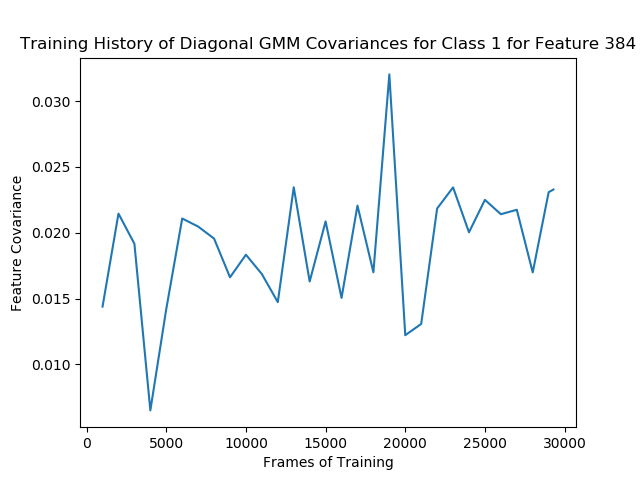 Training History of Diagonal GMM Covariances for Class 1 for Feature 384
0.030
0.025
0.020
0.015
0.010
Feature Covariance
0 5000 10000 15000 20000 25000 30000
Frames of Training